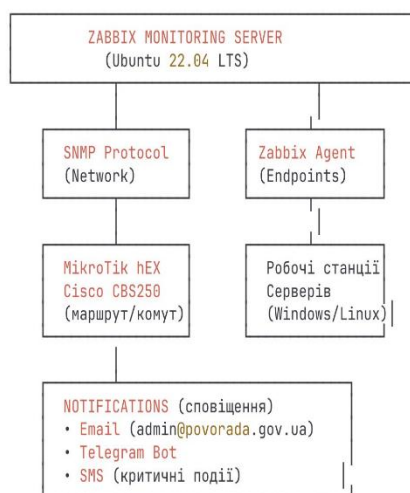 ZABBIX MONITORING SERVER
(Ubuntu 22.04 LTS)
SNMP Protocol
(Network)
Zabbix Agent
(Endpoints)
MikroTik hEX
Cisco CBS250
(маршрут/комут)
Робочі станції
Серверів
(Windows/Linux)
NOTIFICATIONS (сповіщення)
• Email (admin@povorada.gov.ua)
• Telegram Bot
• SMS (критичні події)